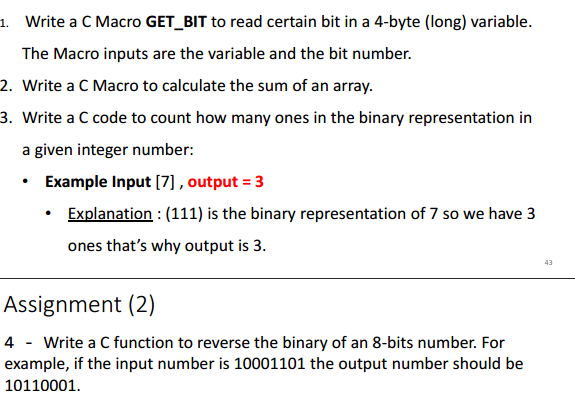 1. Write a C Macro GET_BIT to read certain bit in a 4-byte (long) variable.
The Macro inputs are the variable and the bit number.
2. Write a C Macro to calculate the sum of an array.
3. Write a C code to count how many ones in the binary representation in
a given integer number:
• Example Input [7] , output = 3
• Explanation : (111) is the binary representation of 7 so we have 3
ones that’s why output is 3.
43
Assignment (2)
4 - Write a C function to reverse the binary of an 8-bits number. For
example, if the input number is 10001101 the output number should be
10110001.